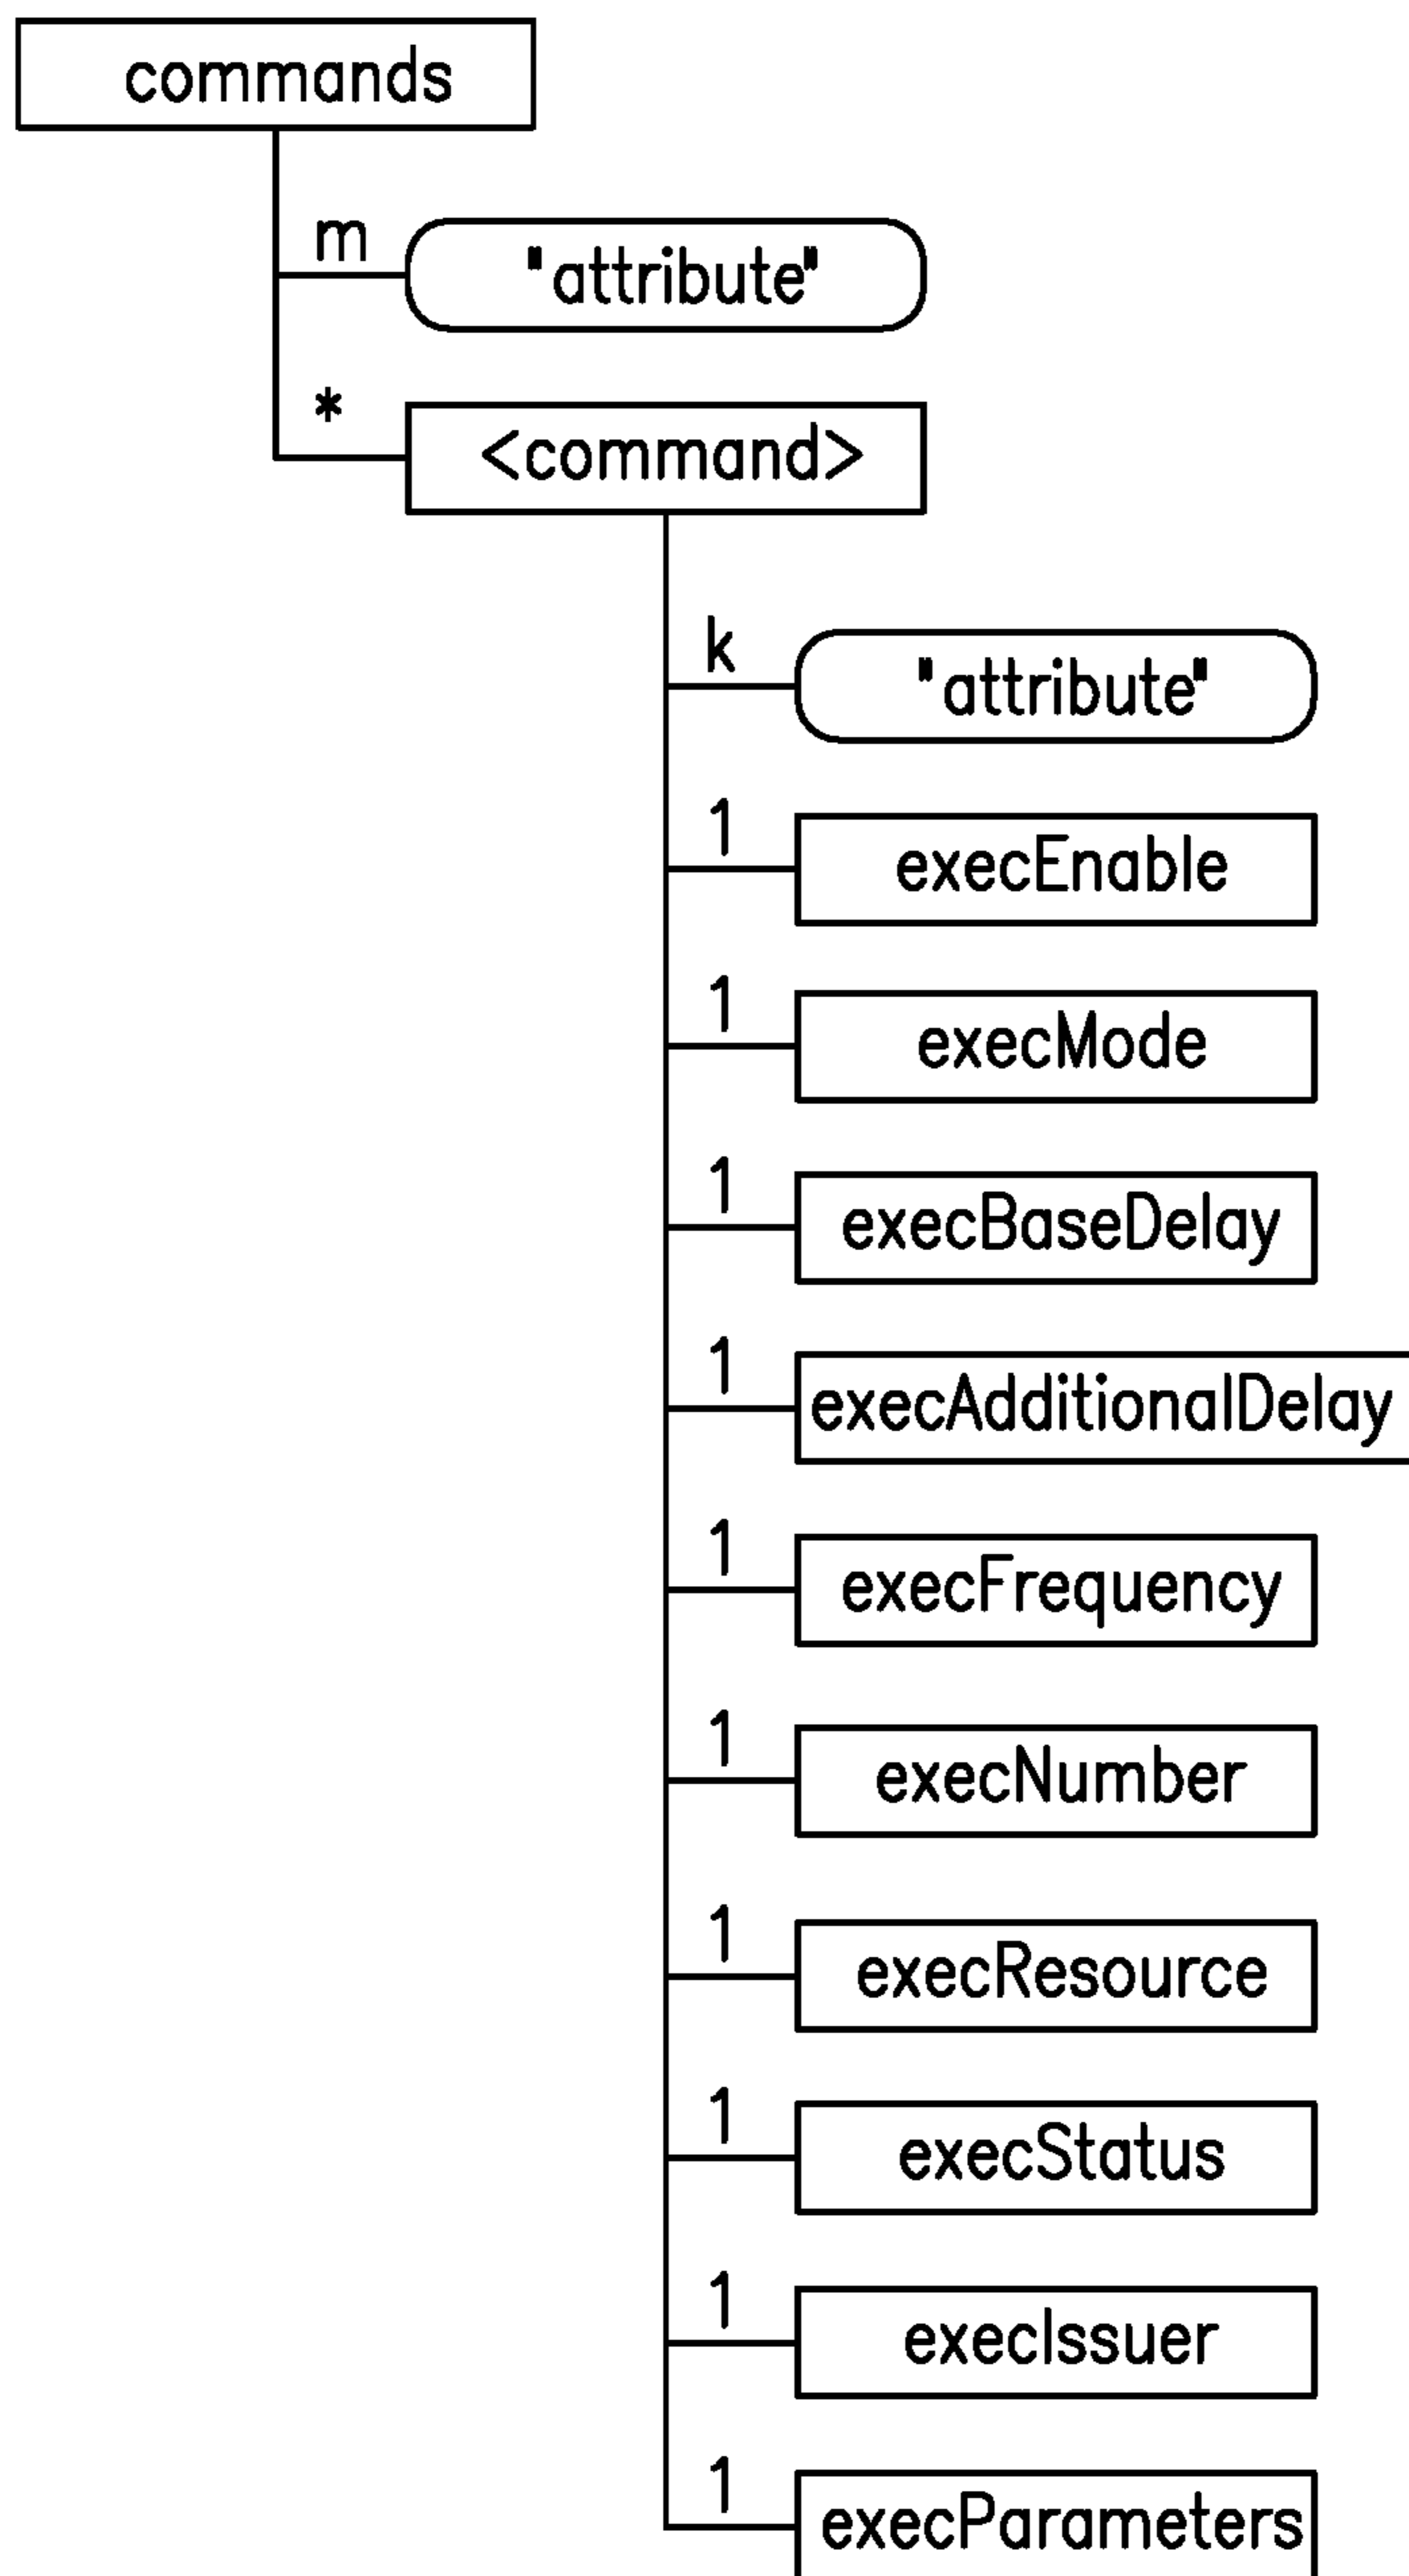 commands
m
"attribute"
*
<command>
k
"attribute"
1
execEnable
1
execMode
1
execBaseDelay
1
execAdditionalDelay
1
execFrequency
1
execNumber
1
execResource
1
execStatus
1
execIssuer
1
execParameters